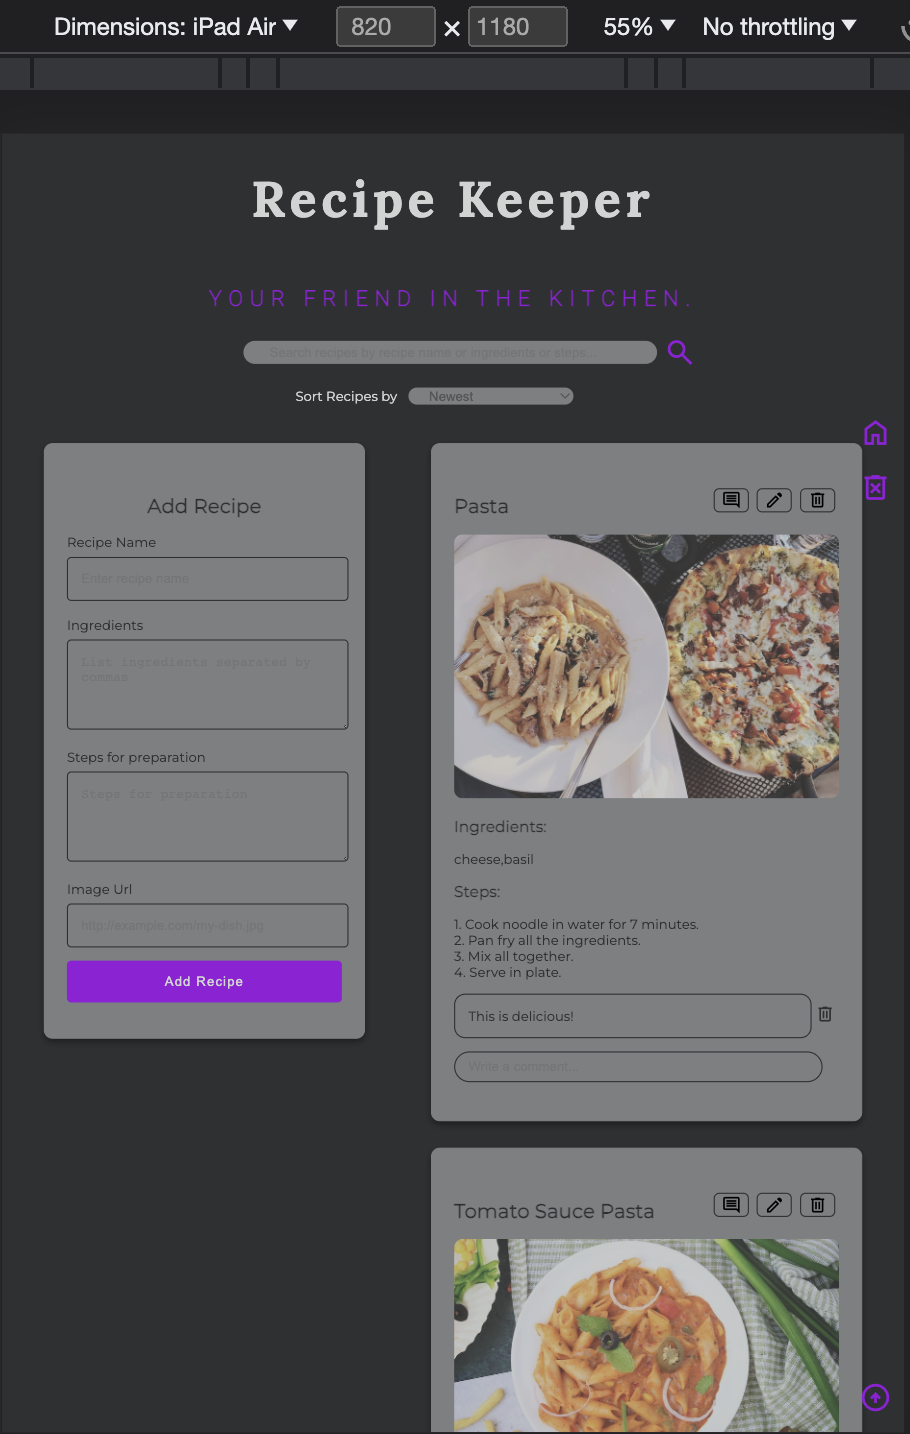 Dimensions: iPad Air ▼ 820 × 1180 55% ▼ No throttling ▼
Recipe Keeper
YOUR FRIEND IN THE KITCHEN.
Search recipes by recipe name or ingredients or steps...
Sort Recipes by Newest
Add Recipe
Recipe Name
Enter recipe name
Ingredients
List ingredients separated by
commas
Steps for preparation
Steps for preparation
Image Url
http://example.com/my-dish.jpg
Add Recipe
Pasta
Ingredients:
cheese,basil
Steps:
1. Cook noodle in water for 7 minutes.
2. Pan fry all the ingredients.
3. Mix all together.
4. Serve in plate.
This is delicious!
Write a comment...
Tomato Sauce Pasta